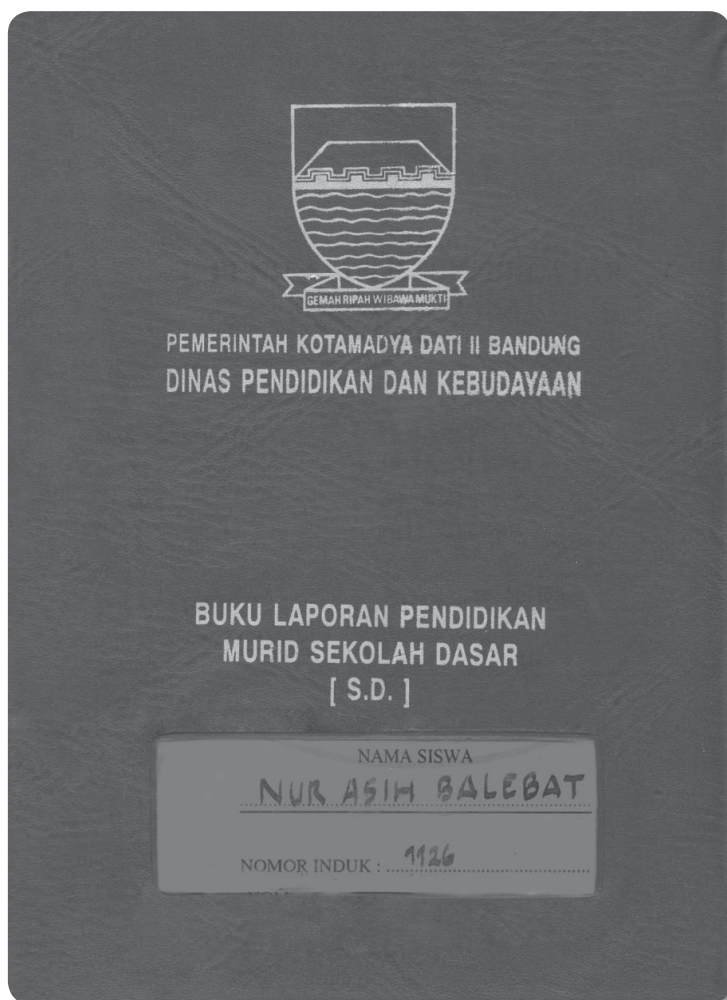 GEMAH RIPAH WIBAWA MUKTI
PEMERINTAH KOTAMADYA DATI II BANDUNG
DINAS PENDIDIKAN DAN KEBUDAYAAN
BUKU LAPORAN PENDIDIKAN
MURID SEKOLAH DASAR
[ S.D. ]
NAMA SISWA
NUR ASIH BALEBAT
NOMOR INDUK : 1126